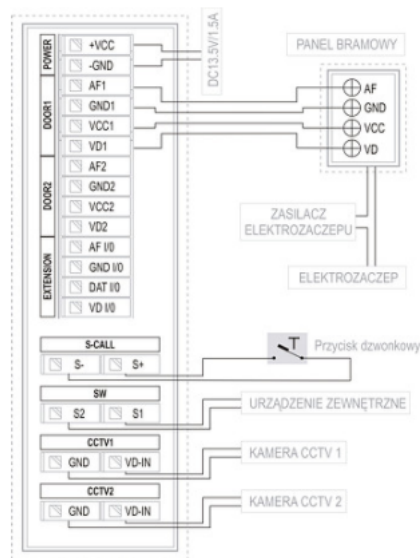 POWER
+VCC
-GND
DC13.5V/1.5A
DOOR1
AF1
GND1
VCC1
VD1
PANEL BRAMOWY
AF
GND
VCC
VD
DOOR2
AF2
GND2
VCC2
VD2
ZASILACZ
ELEKTROZACZEPU
ELEKTROZACZEP
EXTENSION
AF I/0
GND I/0
DAT I/0
VD I/0
S-CALL
S- S+
T
Przycisk dzwonkowy
SW
S2 S1
URZĄDZENIE ZEWNĘTRZNE
CCTV1
GND VD-IN
KAMERA CCTV 1
CCTV2
GND VD-IN
KAMERA CCTV 2